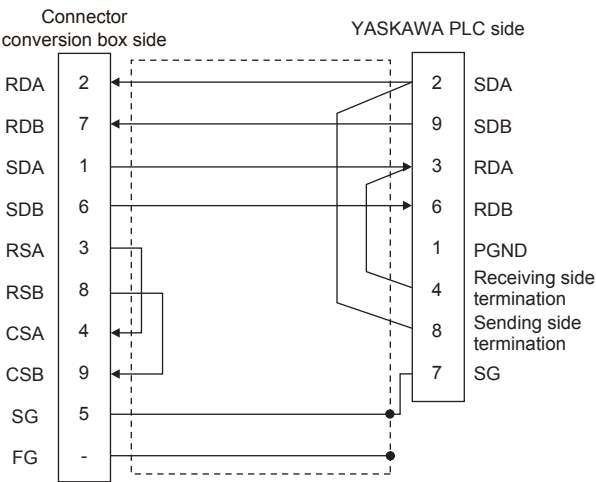 Connector
conversion box side
YASKAWA PLC side
RDA 2 2 SDA
RDB 7 9 SDB
SDA 1 3 RDA
SDB 6 6 RDB
RSA 3 1 PGND
RSB 8 4 Receiving side
termination
CSA 4 8 Sending side
termination
CSB 9 7 SG
SG 5
FG -